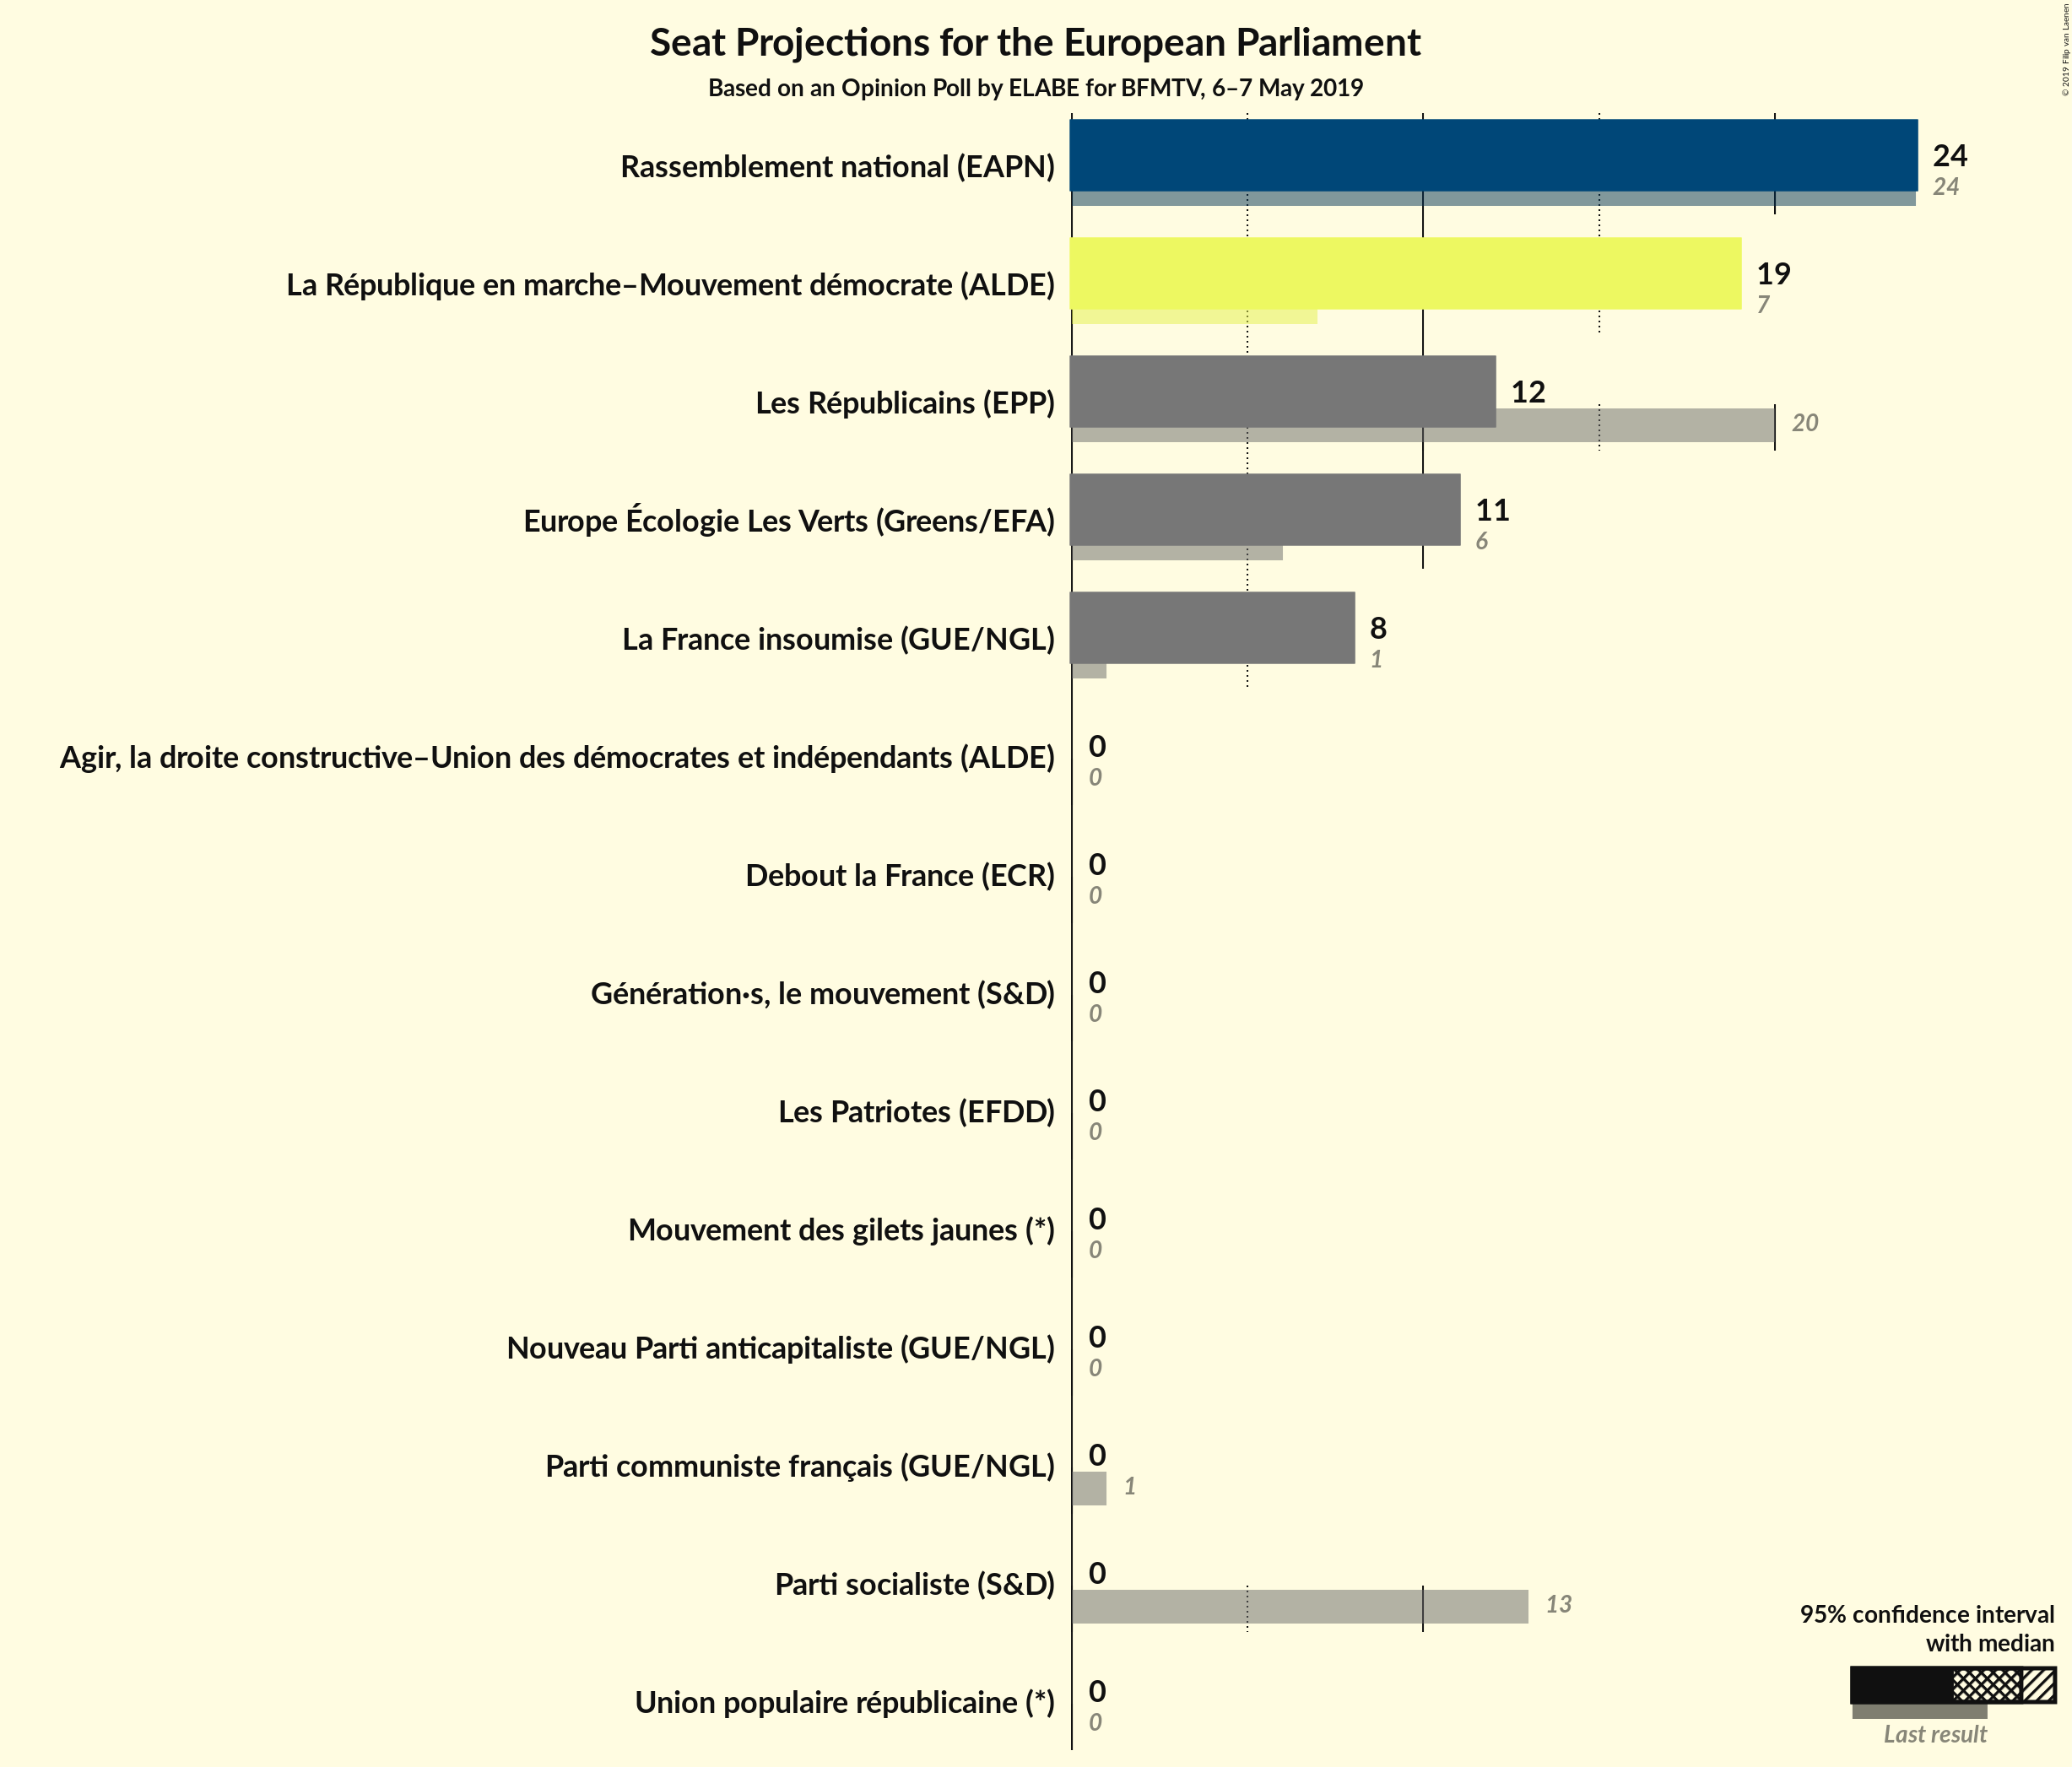 Seat Projections for the European Parliament
Based on an Opinion Poll by ELABE for BFMTV, 6–7 May 2019
© 2019 Filip van Laenen
Rassemblement national (EAPN)
24
24
La République en marche–Mouvement démocrate (ALDE)
19
7
Les Républicains (EPP)
12
20
Europe Écologie Les Verts (Greens/EFA)
11
6
La France insoumise (GUE/NGL)
8
1
Agir, la droite constructive–Union des démocrates et indépendants (ALDE)
0
0
Debout la France (ECR)
0
0
Génération·s, le mouvement (S&D)
0
0
Les Patriotes (EFDD)
0
0
Mouvement des gilets jaunes (*)
0
0
Nouveau Parti anticapitaliste (GUE/NGL)
0
0
Parti communiste français (GUE/NGL)
0
1
Parti socialiste (S&D)
0
13
Union populaire républicaine (*)
0
0
95% confidence interval
with median
Last result